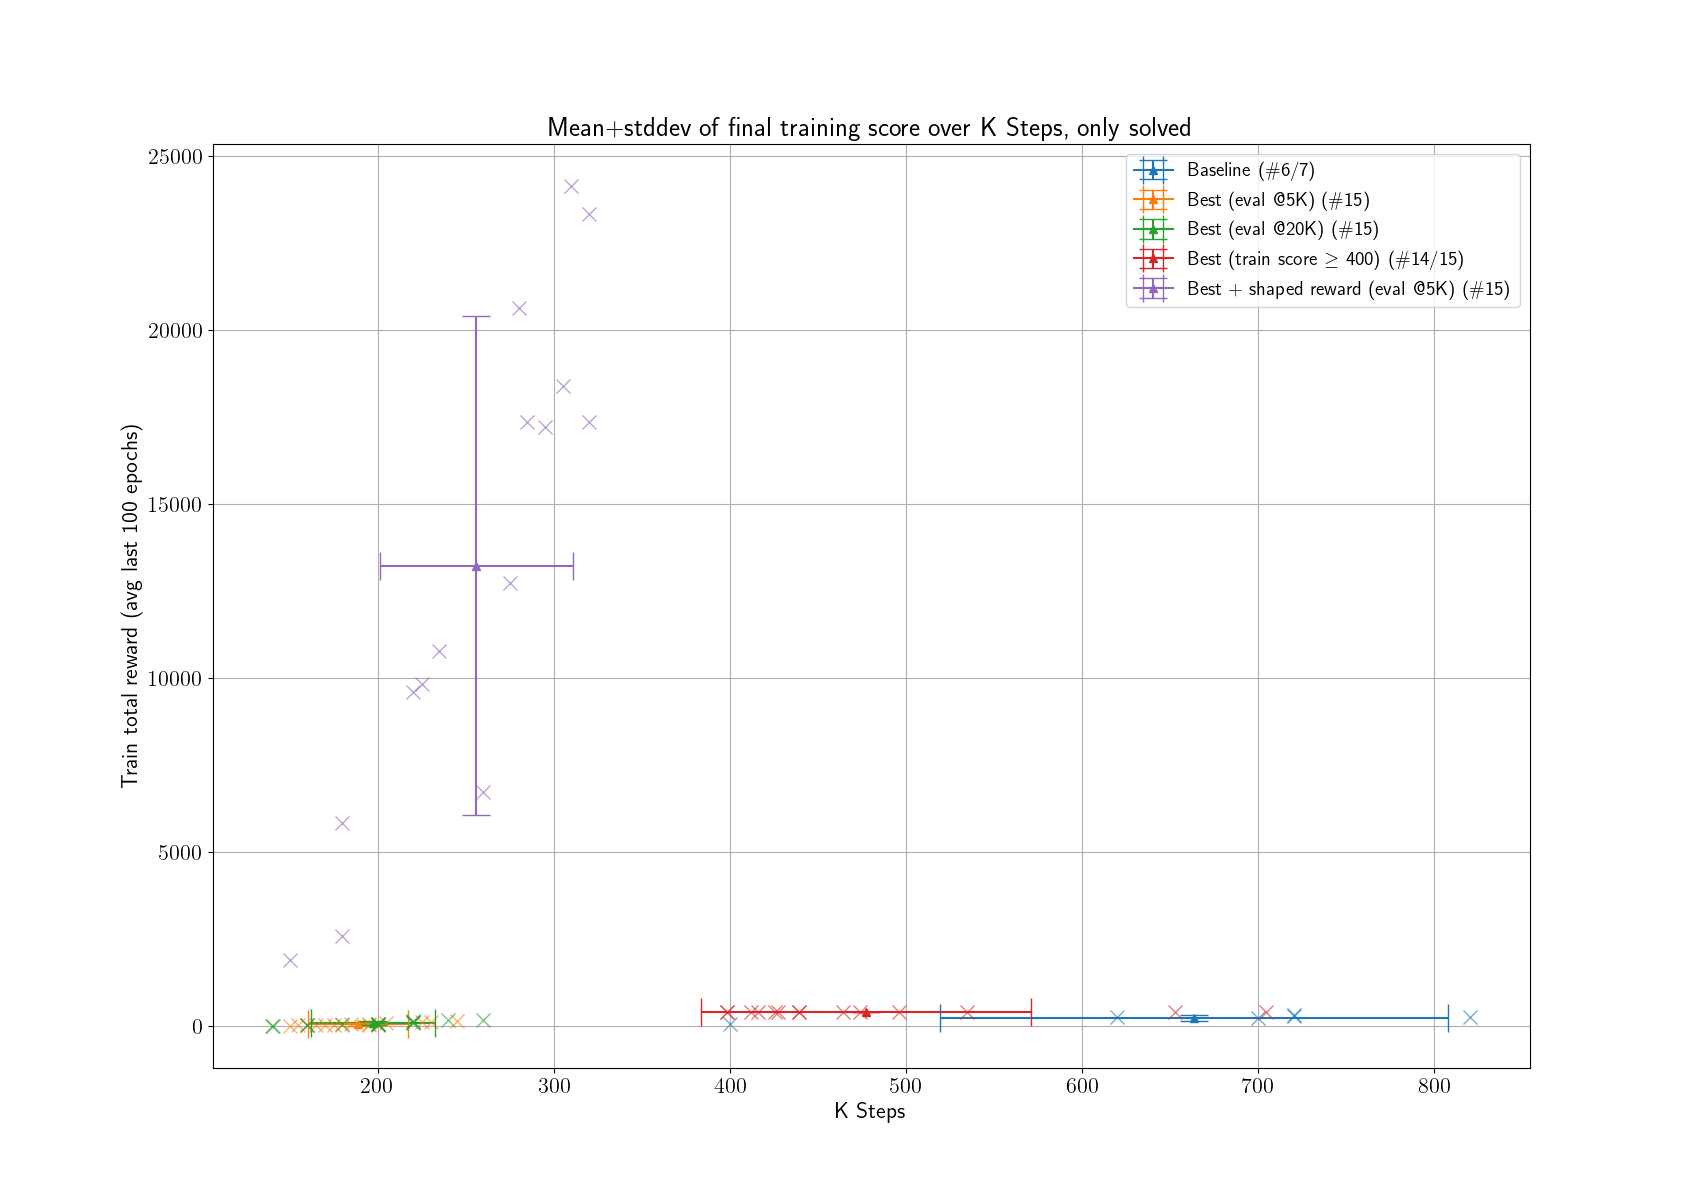 Mean+stddev of final training score over K Steps, only solved
25000
20000
15000
10000
5000
0
Train total reward (avg last 100 epochs)
Baseline (#6/7)
Best (eval @5K) (#15)
Best (eval @20K) (#15)
Best (train score ≥ 400) (#14/15)
Best + shaped reward (eval @5K) (#15)
200 300 400 500 600 700 800
K Steps